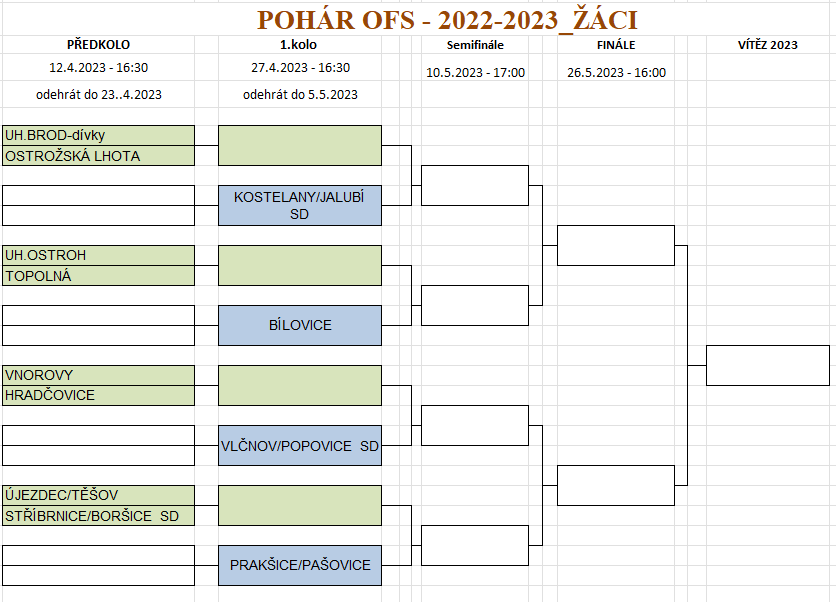 POHÁR OFS - 2022-2023_ŽÁCI
PŘEDKOLO
1.kolo
Semifinále
FINÁLE
VÍTĚZ 2023
12.4.2023 - 16:30
27.4.2023 - 16:30
10.5.2023 - 17:00
26.5.2023 - 16:00
odehrát do 23..4.2023
odehrát do 5.5.2023
UH.BROD-dívky
OSTROŽSKÁ LHOTA
KOSTELANY/JALUBÍ
SD
UH.OSTROH
TOPOLNÁ
BÍLOVICE
VNOROVY
HRADČOVICE
VLČNOV/POPOVICE  SD
ÚJEZDEC/TĚŠOV
STŘÍBRNICE/BORŠICE  SD
PRAKŠICE/PAŠOVICE